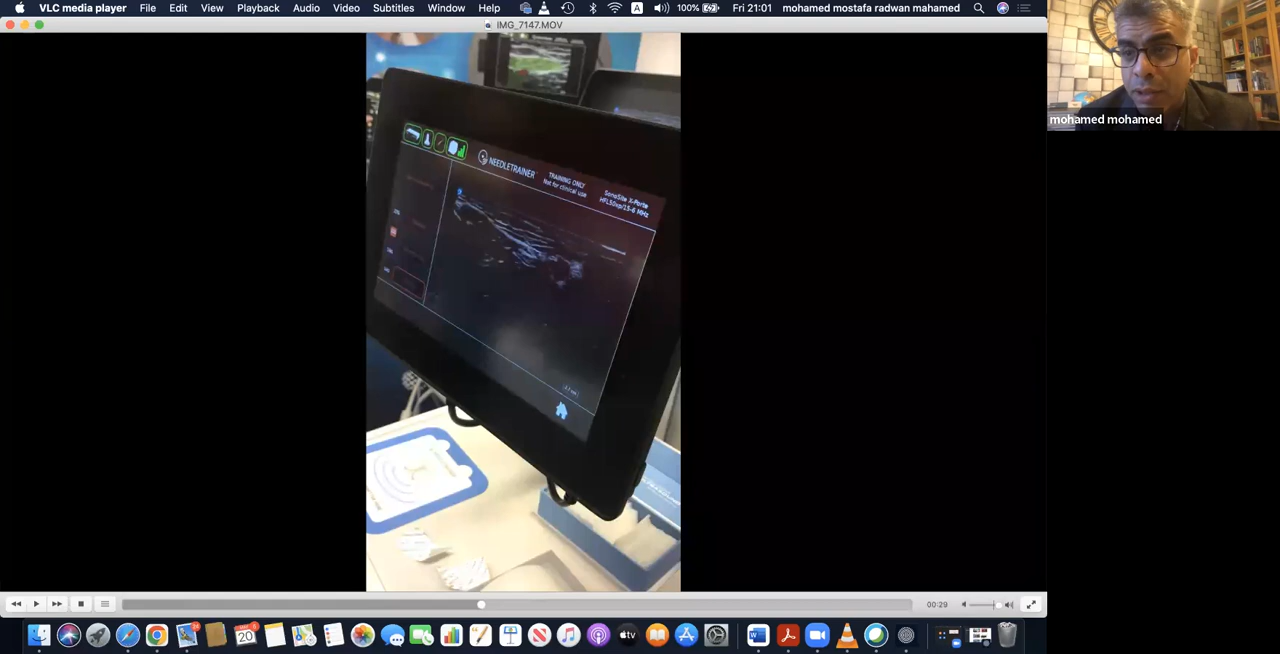 VLC media player File Edit View Playback Audio Video Subtitles Window Help A 100% Fri 21:01 mohamed mostafa radwan mahamed
IMG_7147.MOV
NEEDLETRAINER
TRAINING ONLY
Not for clinical use
SonoSite X-Porte
HFL50xp/15-6 MHz
mohamed mohamed
00:29
20
tv
W